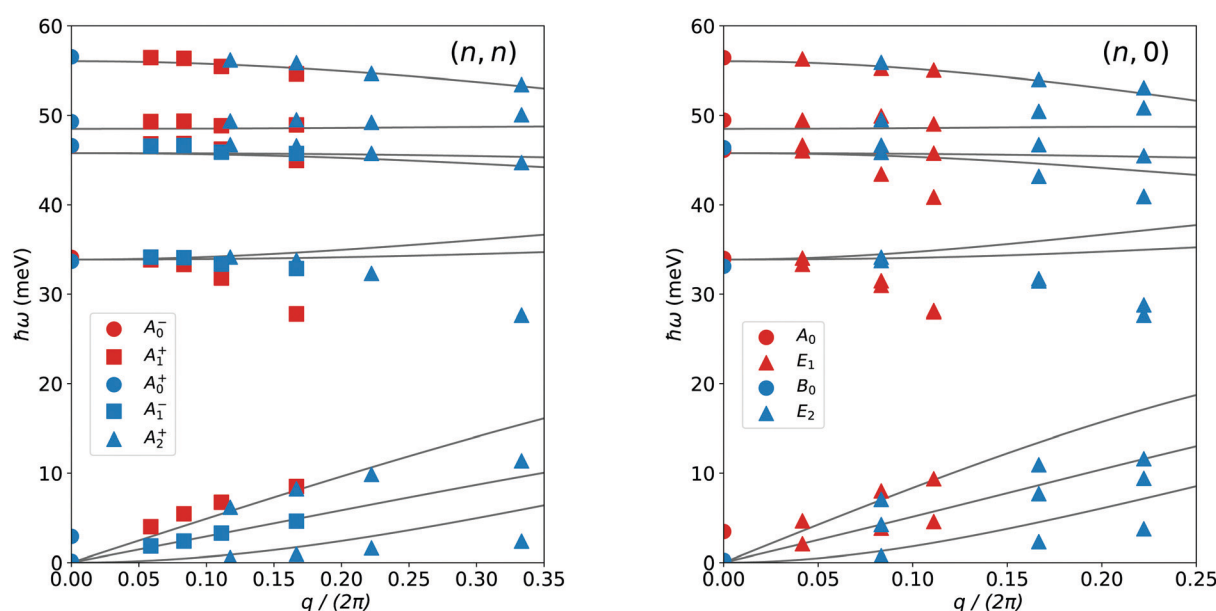 (n, n)
60
50
40
30
20
10
0
ħω (meV)
A₀⁻
A₁⁺
A₀⁺
A₁⁻
A₂⁺
0.00 0.05 0.10 0.15 0.20 0.25 0.30 0.35
q / (2π)
(n, 0)
60
50
40
30
20
10
0
ħω (meV)
A₀
E₁
B₀
E₂
0.00 0.05 0.10 0.15 0.20 0.25
q / (2π)